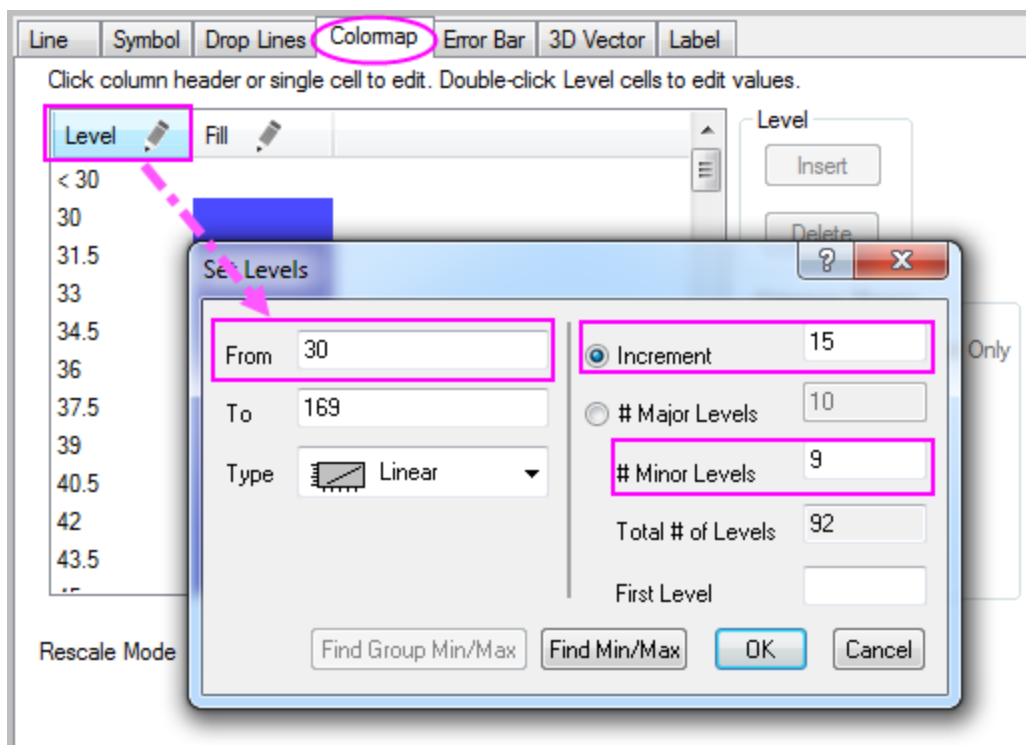 Line Symbol Drop Lines Colormap Error Bar 3D Vector Label
Click column header or single cell to edit. Double-click Level cells to edit values.
Level Fill
< 30
30
31.5
33
34.5
36
37.5
39
40.5
42
43.5
Level
Insert
Delete
Only
Rescale Mode
Set Levels
From 30
To 169
Type Linear
Increment 15
# Major Levels 10
# Minor Levels 9
Total # of Levels 92
First Level
Find Group Min/Max Find Min/Max OK Cancel